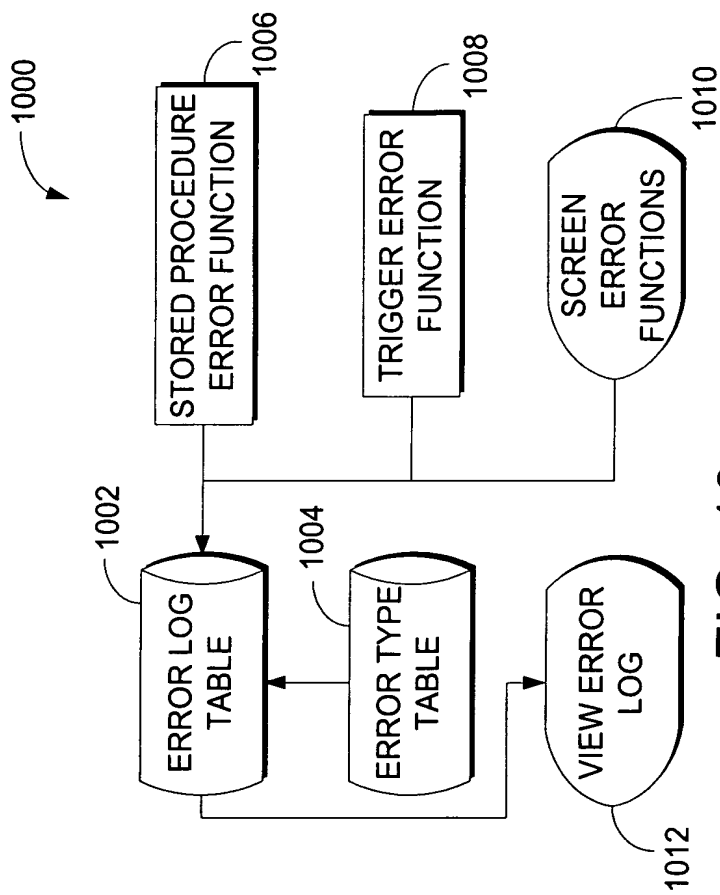 1000
1002
1006
ERROR LOG
TABLE
STORED PROCEDURE
ERROR FUNCTION
1004
1008
ERROR TYPE
TABLE
TRIGGER ERROR
FUNCTION
VIEW ERROR
LOG
SCREEN
ERROR
FUNCTIONS
1012
1010